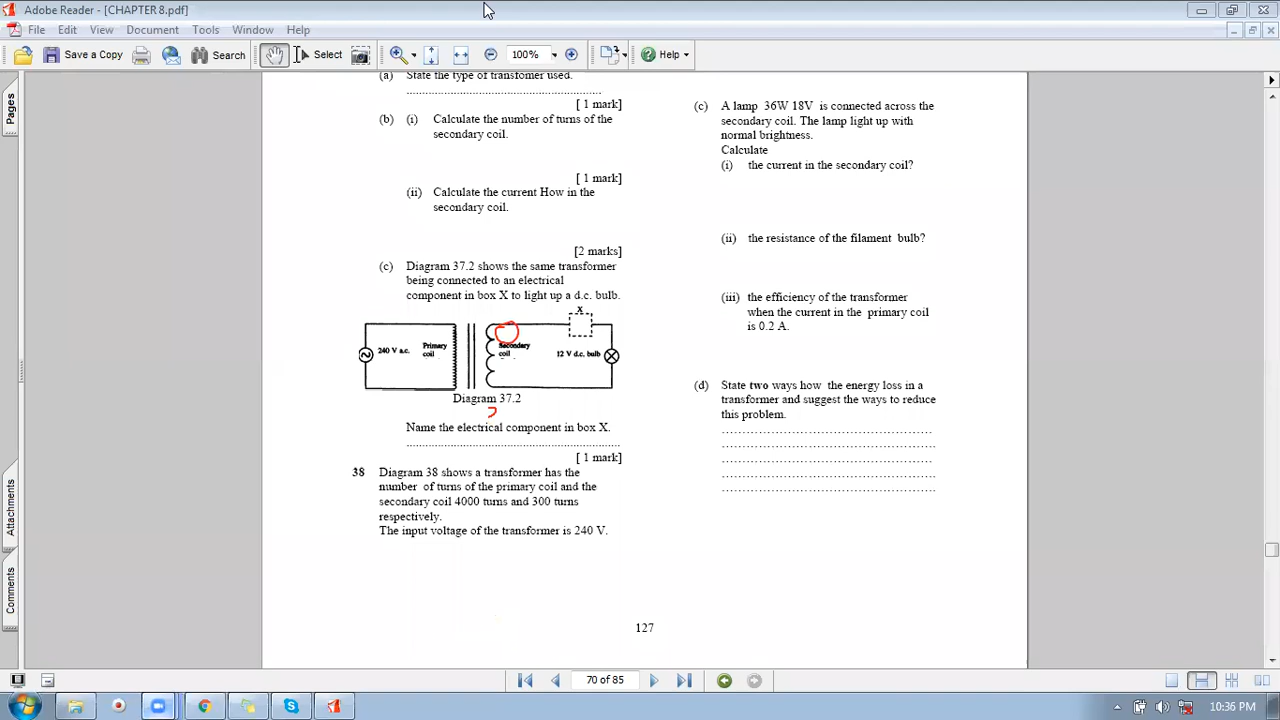 Adobe Reader - [CHAPTER 8.pdf]
File Edit View Document Tools Window Help
Save a Copy Search Select 100% Help
Pages
Attachments
Comments
(a) State the type of transfomer used.
[ 1 mark]
(b) (i) Calculate the number of turns of the
secondary coil.
[ 1 mark]
(ii) Calculate the current How in the
secondary coil.
[2 marks]
(c) Diagram 37.2 shows the same transformer
being connected to an electrical
component in box X to light up a d.c. bulb.
X
240 V a.c. Primary
coil
Secondary
coil
12 V d.c. bulb
Diagram 37.2
Name the electrical component in box X.
[ 1 mark]
38 Diagram 38 shows a transformer has the
number of turns of the primary coil and the
secondary coil 4000 turns and 300 turns
respectively.
The input voltage of the transformer is 240 V.
(c) A lamp 36W 18V is connected across the
secondary coil. The lamp light up with
normal brightness.
Calculate
(i) the current in the secondary coil?
(ii) the resistance of the filament bulb?
(iii) the efficiency of the transformer
when the current in the primary coil
is 0.2 A.
(d) State two ways how the energy loss in a
transformer and suggest the ways to reduce
this problem.
127
70 of 85
10:36 PM